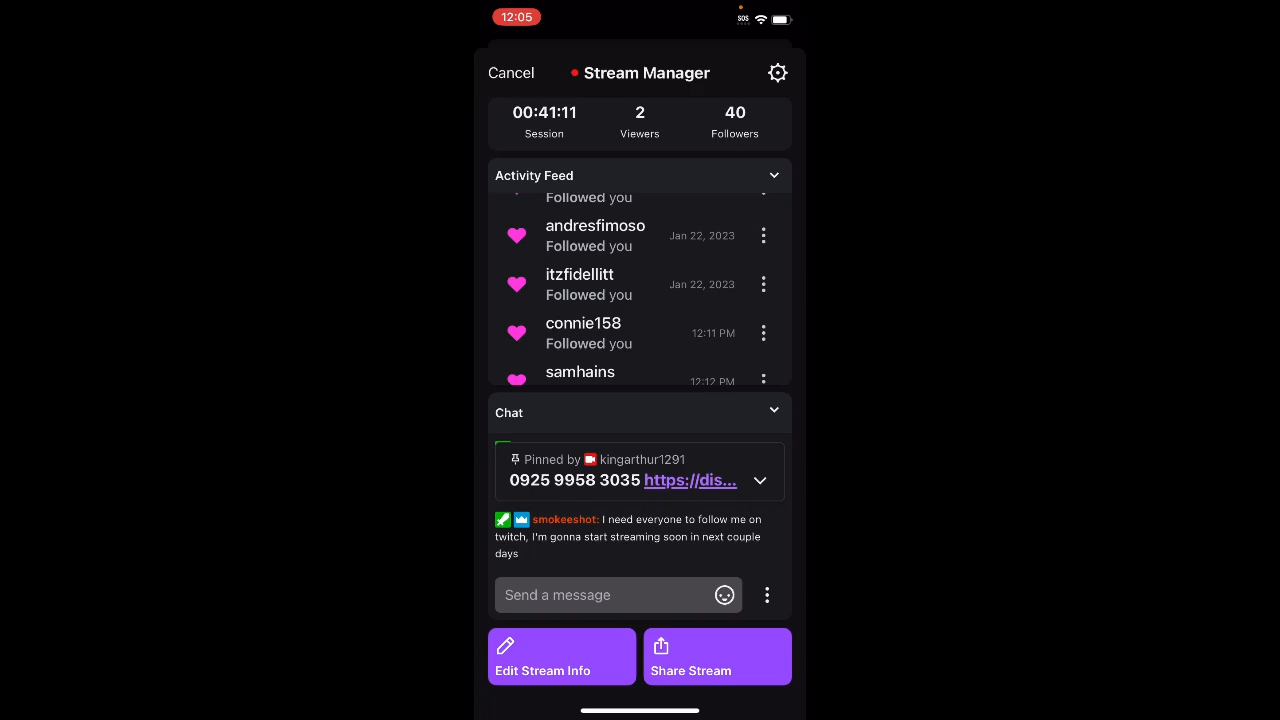 12:05
SOS
Cancel
Stream Manager
00:41:11 2 40
Session Viewers Followers
Activity Feed
Followed you
andresfimoso
Followed you
Jan 22, 2023
itzfidellitt
Followed you
Jan 22, 2023
connie158
Followed you
12:11 PM
samhains
12:12 PM
Chat
Pinned by kingarthur1291
0925 9958 3035 https://dis...
smokeeshot: I need everyone to follow me on
twitch, I'm gonna start streaming soon in next couple
days
Send a message
Edit Stream Info
Share Stream